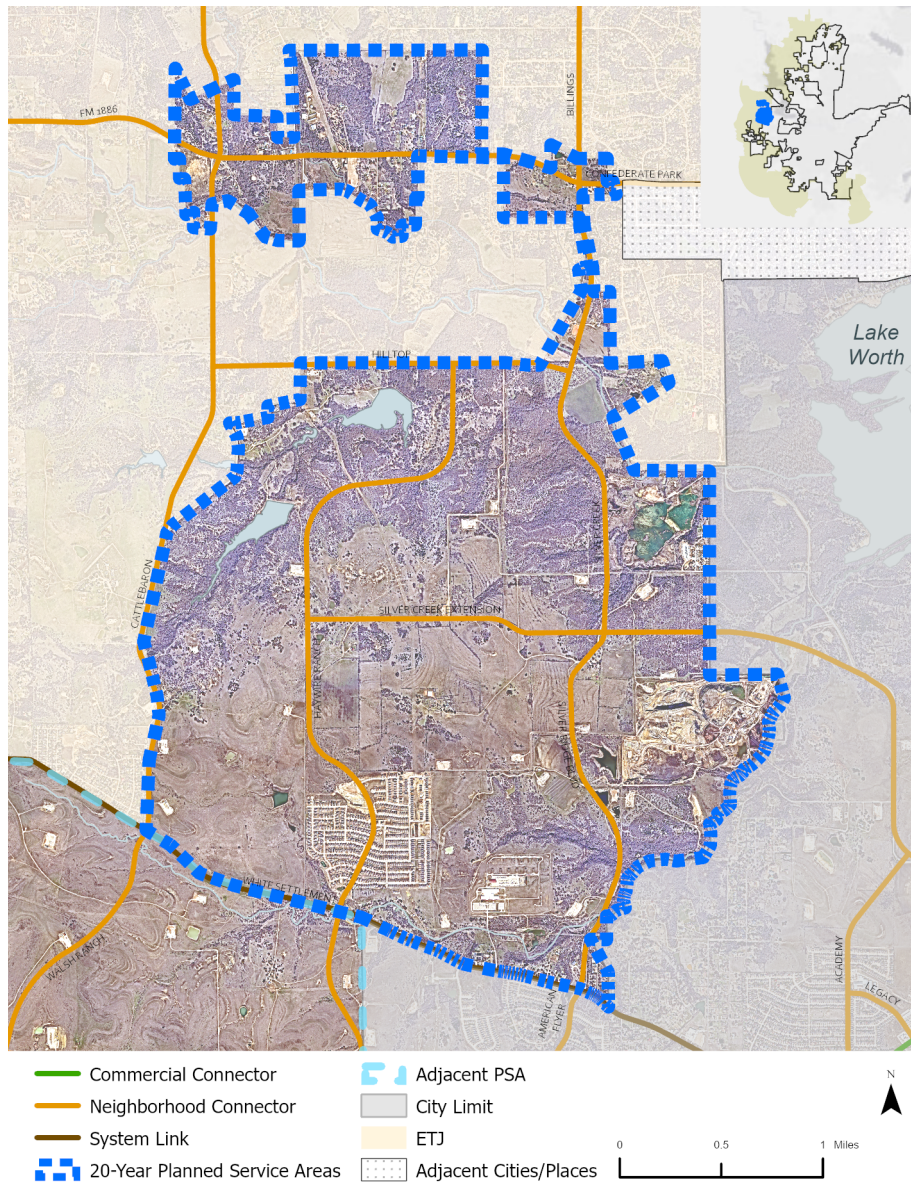 BILLINGS
FM 1886
CONFEDERATE PARK
Lake
Worth
HILLTOP
CATTLEBARON
SILVER CREEK EXTENSION
WALSH RANCH
AMERICAN
FLYER
ACADEMY
LEGACY
Commercial Connector
Neighborhood Connector
System Link
20-Year Planned Service Areas
Adjacent PSA
City Limit
ETJ
Adjacent Cities/Places
N
0 0.5 1 Miles